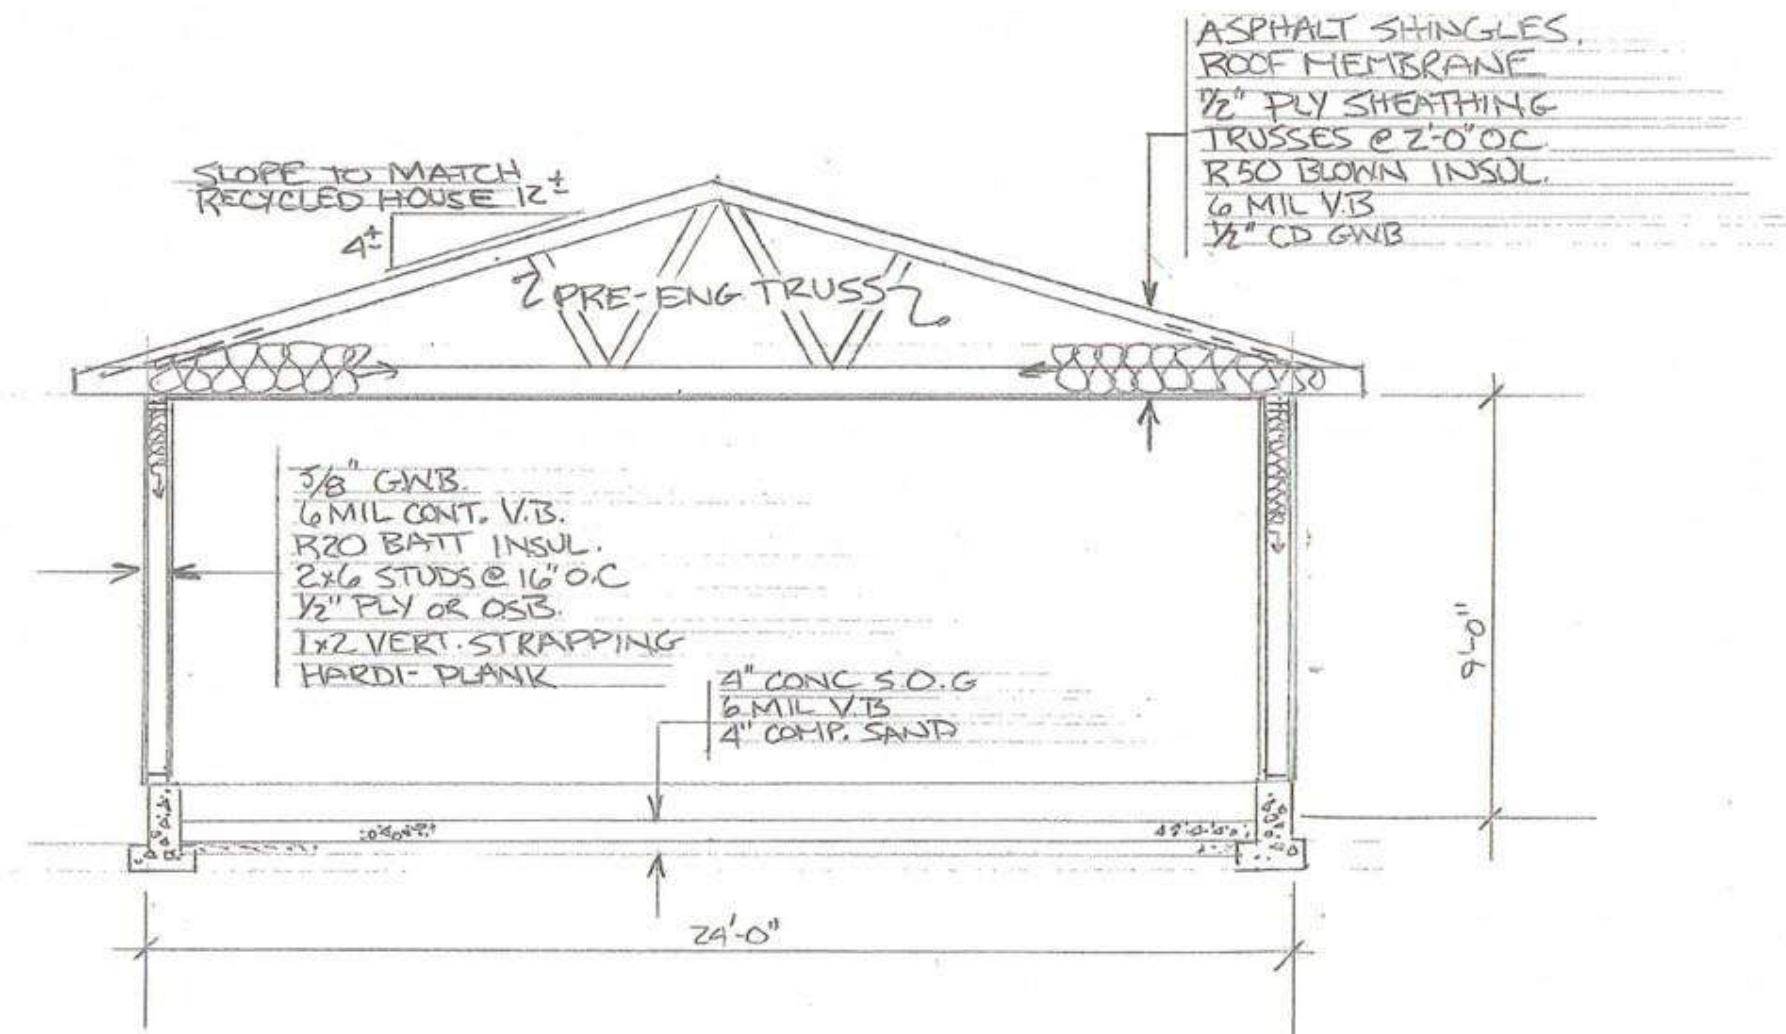 ASPHALT SHINGLES.
ROOF MEMBRANE
1/2" PLY SHEATHING
TRUSSES @ 2'-0" OC
R50 BLOWN INSUL.
6 MIL V.B
1/2" CD GWB
SLOPE TO MATCH
RECYCLED HOUSE 12±
4±
PRE-ENG TRUSS
5/8" GWB.
6 MIL CONT. V.B.
R20 BATT INSUL.
2x6 STUDS @ 16" O.C
1/2" PLY OR OSB.
1x2 VERT. STRAPPING
HARDI-PLANK
4" CONC S.O.G
6 MIL V.B
4" COMP. SAND
9'-0"
24'-0"